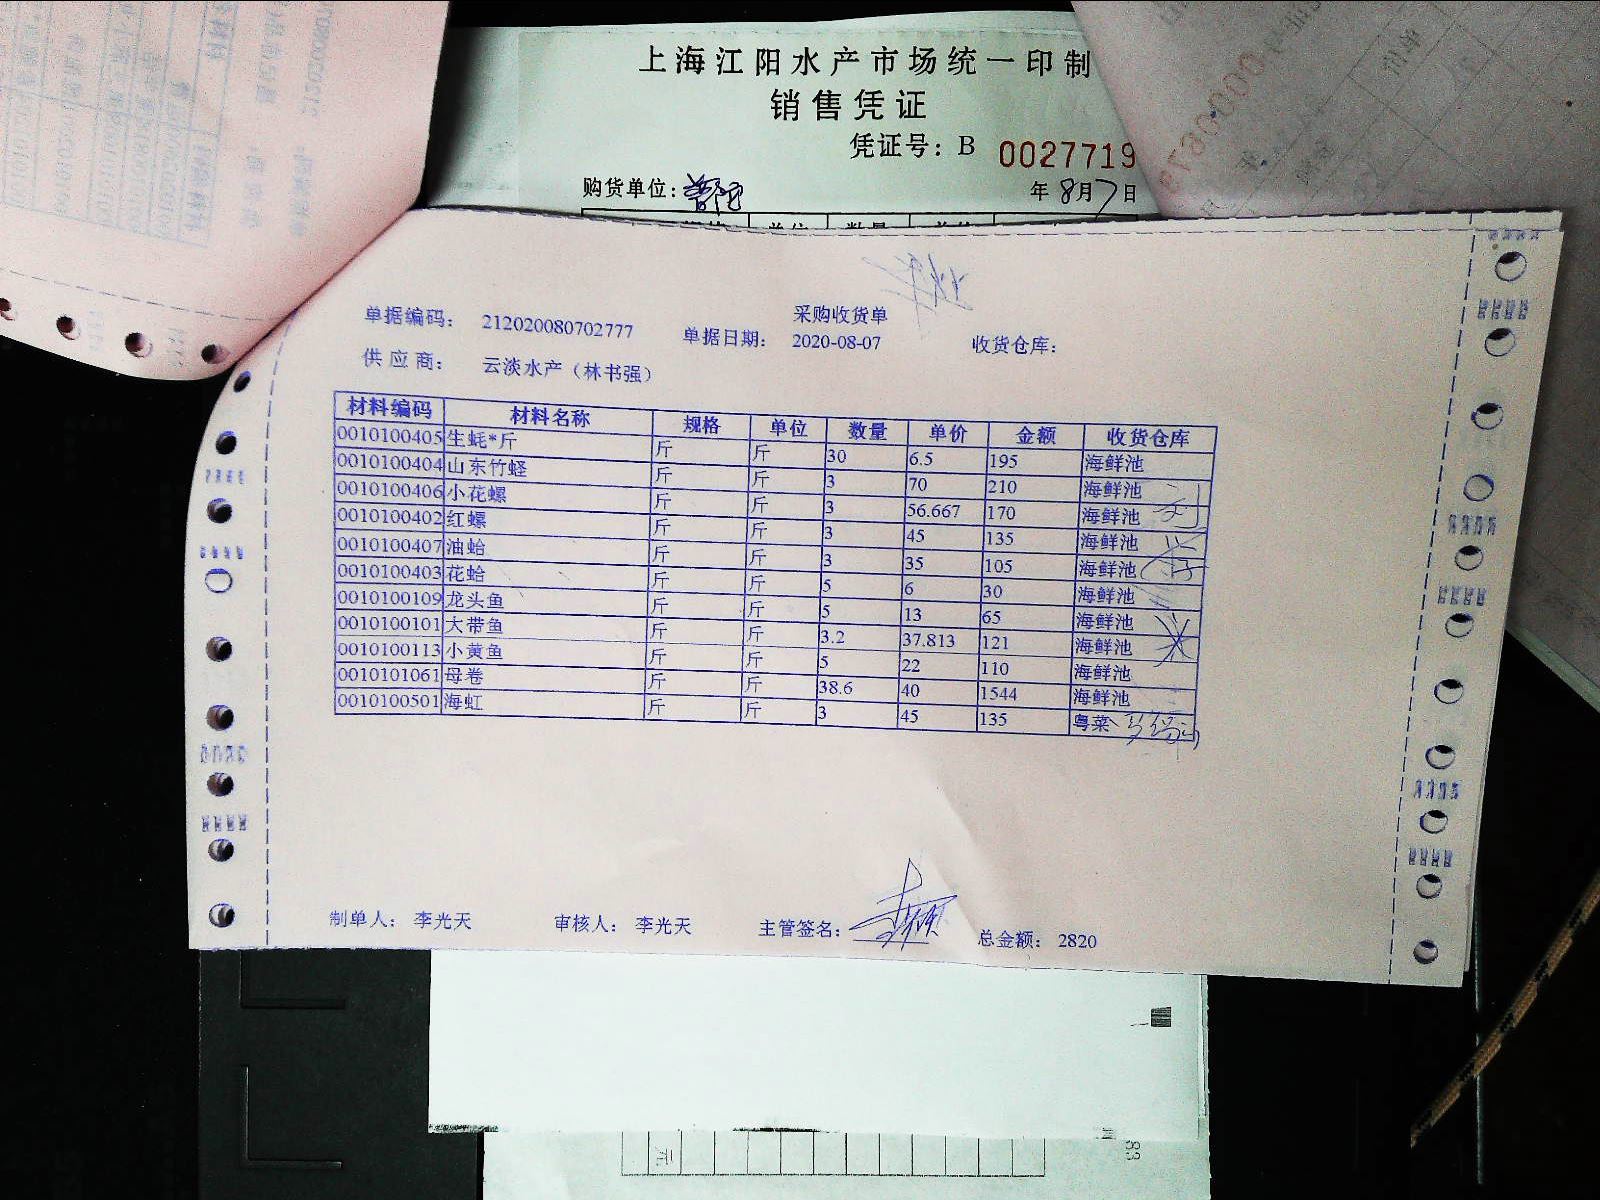 上海江阳水产市场统一印制
销售凭证
凭证号：B 0027719
购货单位： 年8月7日
采购收货单
单据编码： 212020080702777 单据日期： 2020-08-07 收货仓库：
供应商： 云淡水产（林书强）
材料编码 材料名称 规格 单位 数量 单价 金额 收货仓库
0010100405 生蚝*斤 斤 斤 30 6.5 195 海鲜池
0010100404 山东竹蛏 斤 斤 3 70 210 海鲜池
0010100406 小花螺 斤 斤 3 56.667 170 海鲜池
0010100402 红螺 斤 斤 3 45 135 海鲜池
0010100407 油蛤 斤 斤 3 35 105 海鲜池
0010100403 花蛤 斤 斤 5 6 30 海鲜池
0010100109 龙头鱼 斤 斤 5 13 65 海鲜池
0010100101 大带鱼 斤 斤 3.2 37.813 121 海鲜池
0010100113 小黄鱼 斤 斤 5 22 110 海鲜池
0010101061 母卷 斤 斤 38.6 40 1544 海鲜池
0010100501 海虹 斤 斤 3 45 135 粤菜
制单人： 李光天 审核人： 李光天 主管签名： 总金额： 2820
元